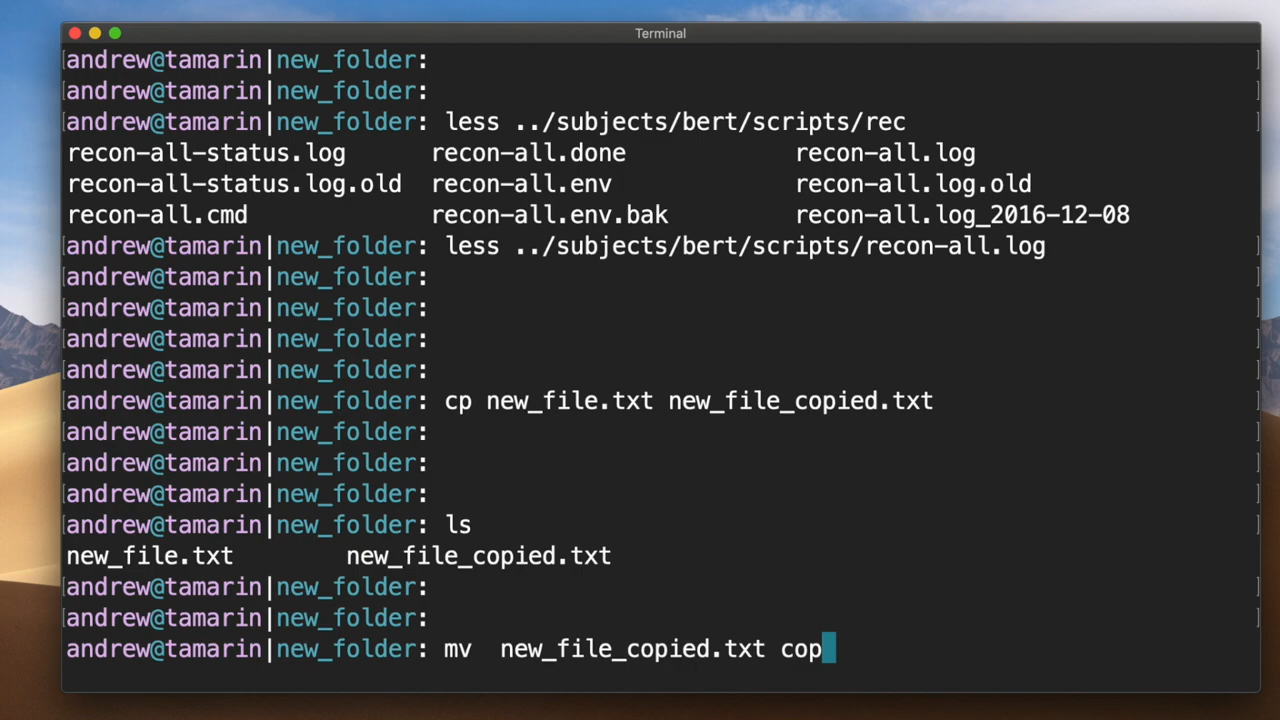 Terminal
andrew@tamarin|new_folder:
andrew@tamarin|new_folder:
andrew@tamarin|new_folder: less ../subjects/bert/scripts/rec
recon-all-status.log recon-all.done recon-all.log
recon-all-status.log.old recon-all.env recon-all.log.old
recon-all.cmd recon-all.env.bak recon-all.log_2016-12-08
andrew@tamarin|new_folder: less ../subjects/bert/scripts/recon-all.log
andrew@tamarin|new_folder:
andrew@tamarin|new_folder:
andrew@tamarin|new_folder:
andrew@tamarin|new_folder:
andrew@tamarin|new_folder: cp new_file.txt new_file_copied.txt
andrew@tamarin|new_folder:
andrew@tamarin|new_folder:
andrew@tamarin|new_folder:
andrew@tamarin|new_folder: ls
new_file.txt new_file_copied.txt
andrew@tamarin|new_folder:
andrew@tamarin|new_folder:
andrew@tamarin|new_folder: mv  new_file_copied.txt cop